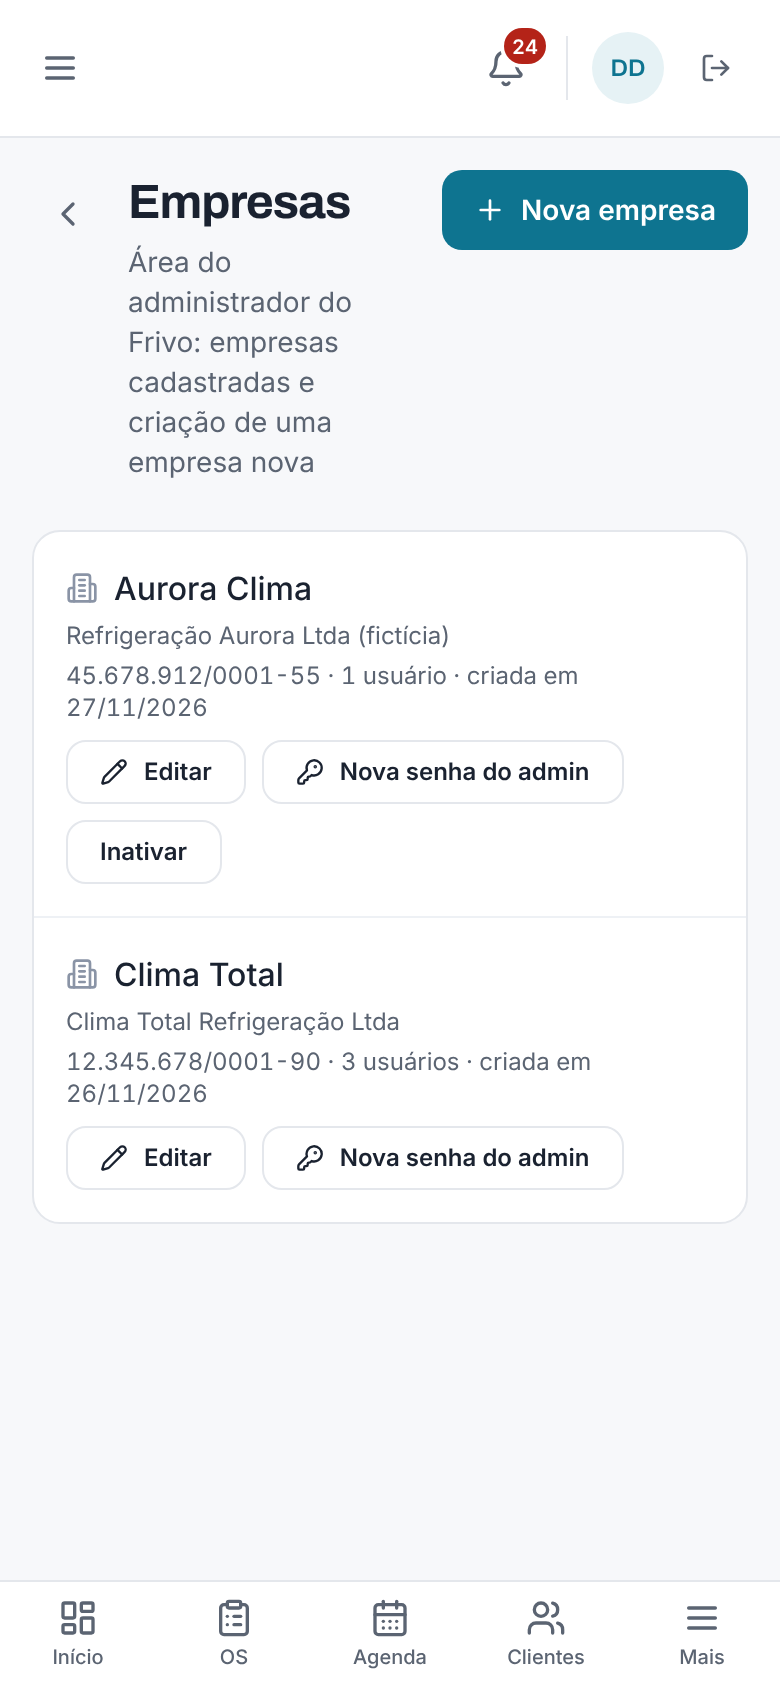 24
DD
Empresas
Nova empresa
Área do
administrador do
Frivo: empresas
cadastradas e
criação de uma
empresa nova
Aurora Clima
Refrigeração Aurora Ltda (fictícia)
45.678.912/0001-55 · 1 usuário · criada em
27/11/2026
Editar
Nova senha do admin
Inativar
Clima Total
Clima Total Refrigeração Ltda
12.345.678/0001-90 · 3 usuários · criada em
26/11/2026
Editar
Nova senha do admin
Início
OS
Agenda
Clientes
Mais